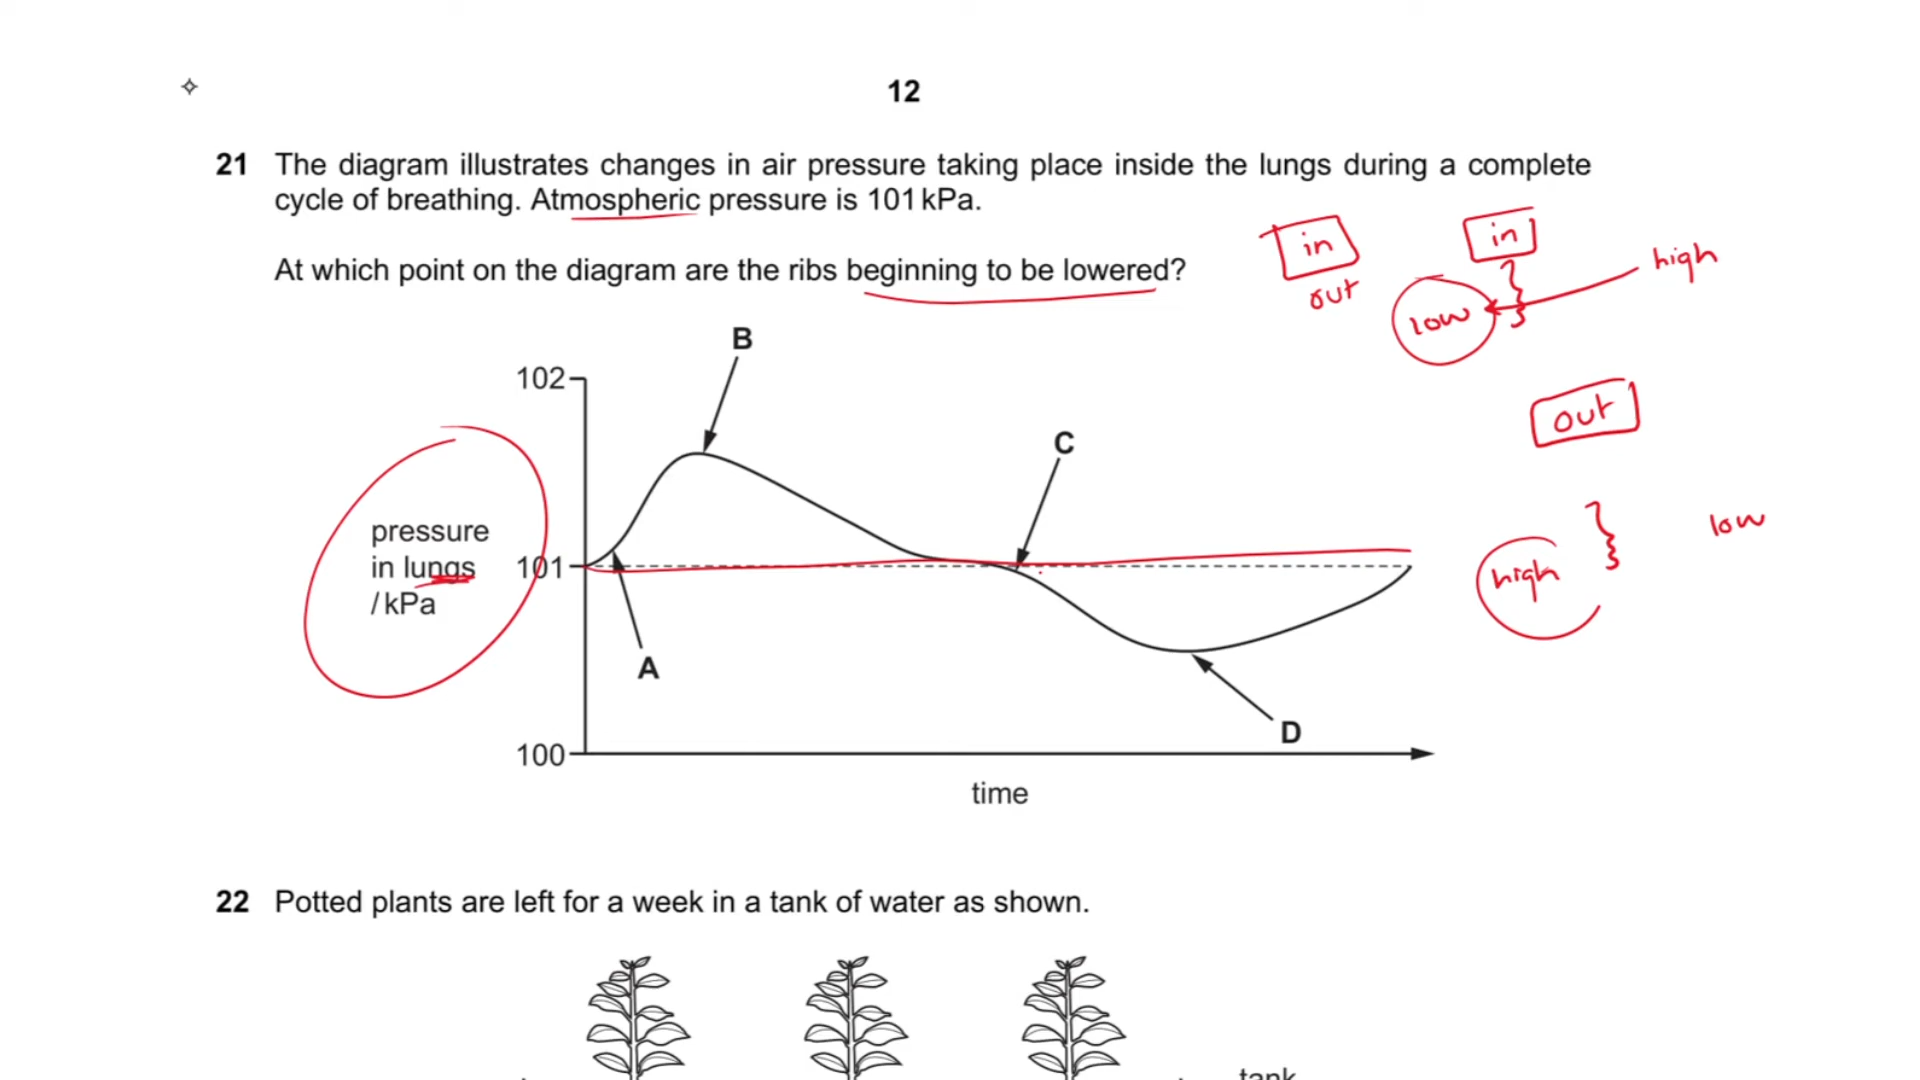 12
21 The diagram illustrates changes in air pressure taking place inside the lungs during a complete
cycle of breathing. Atmospheric pressure is 101 kPa.
At which point on the diagram are the ribs beginning to be lowered?
in
out
in
low
high
B
102
out
C
pressure
in lungs
/ kPa
101
high
low
A
D
100
time
22 Potted plants are left for a week in a tank of water as shown.
tank